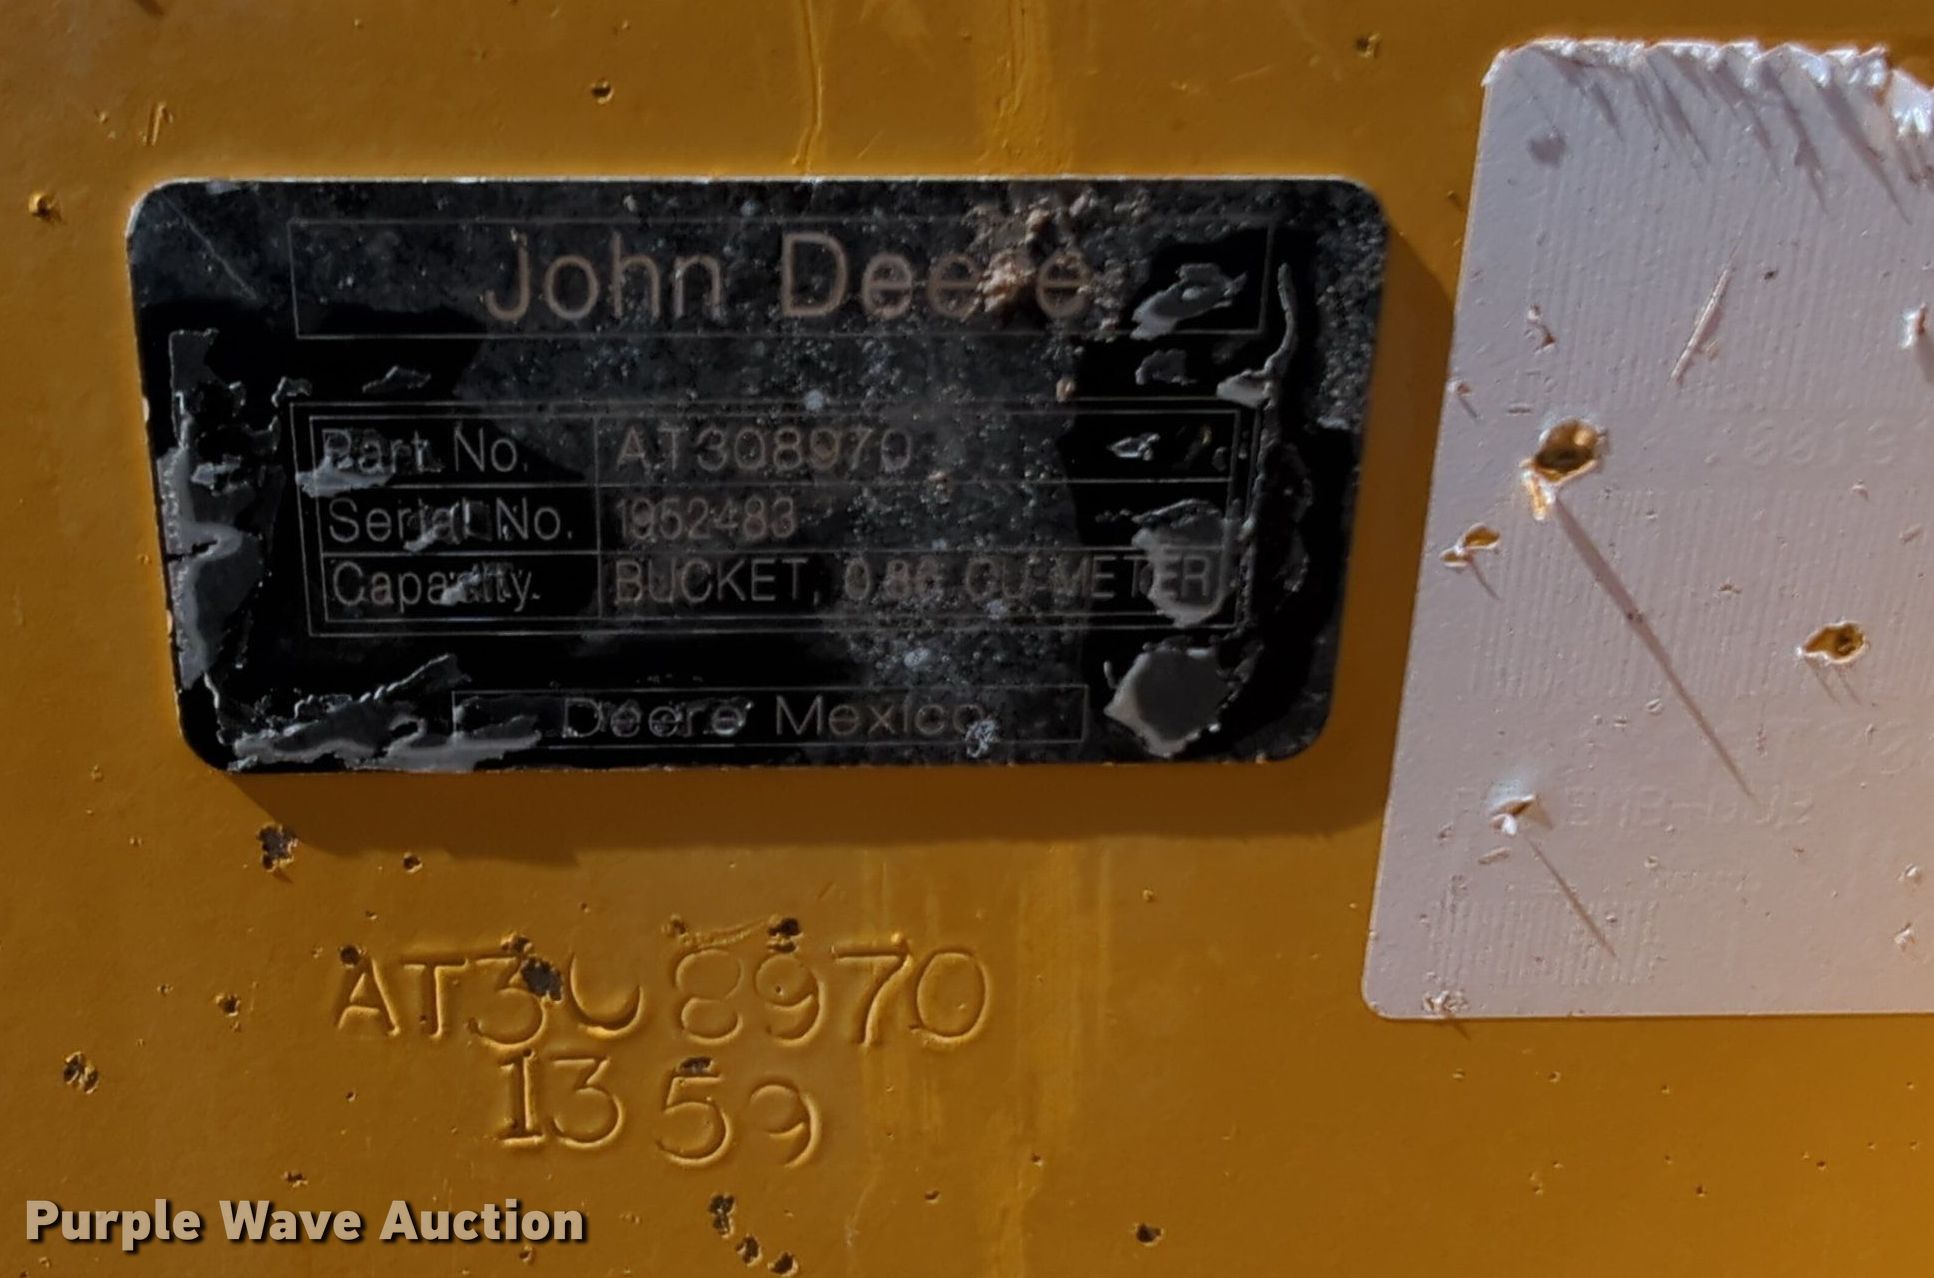 John Deere
Part No. AT308970
Serial No. 1952483
Capacity. BUCKET, 0.86 CU-METER
Deere Mexico
AT308970
1359
Purple Wave Auction